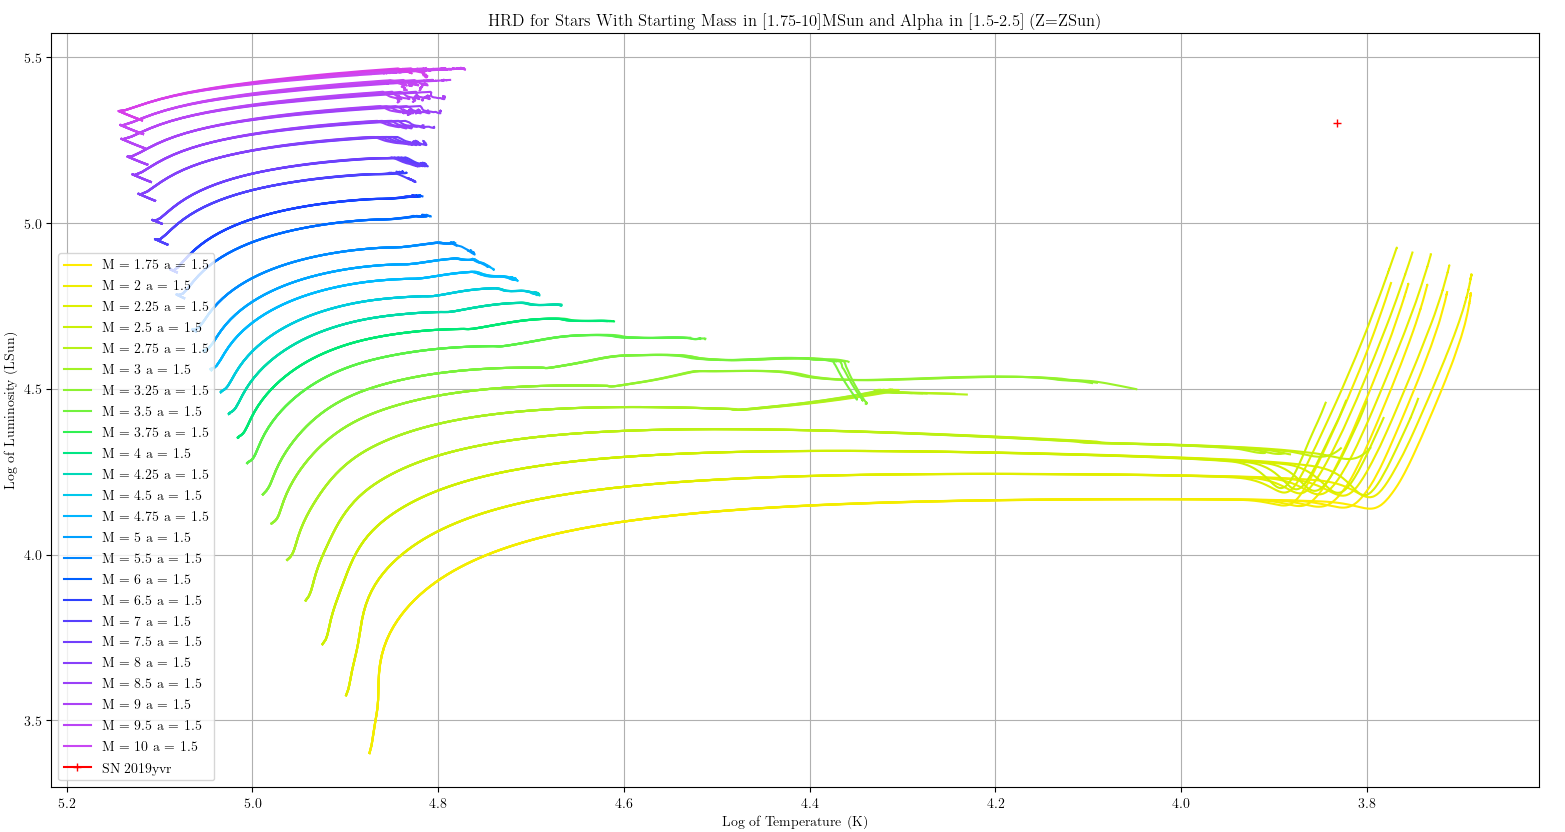 HRD for Stars With Starting Mass in [1.75-10]MSun and Alpha in [1.5-2.5] (Z=ZSun)
Log of Luminosity (LSun)
5.5
5.0
4.5
4.0
3.5
M = 1.75 a = 1.5
M = 2 a = 1.5
M = 2.25 a = 1.5
M = 2.5 a = 1.5
M = 2.75 a = 1.5
M = 3 a = 1.5
M = 3.25 a = 1.5
M = 3.5 a = 1.5
M = 3.75 a = 1.5
M = 4 a = 1.5
M = 4.25 a = 1.5
M = 4.5 a = 1.5
M = 4.75 a = 1.5
M = 5 a = 1.5
M = 5.5 a = 1.5
M = 6 a = 1.5
M = 6.5 a = 1.5
M = 7 a = 1.5
M = 7.5 a = 1.5
M = 8 a = 1.5
M = 8.5 a = 1.5
M = 9 a = 1.5
M = 9.5 a = 1.5
M = 10 a = 1.5
SN 2019yvr
5.2 5.0 4.8 4.6 4.4 4.2 4.0 3.8
Log of Temperature (K)